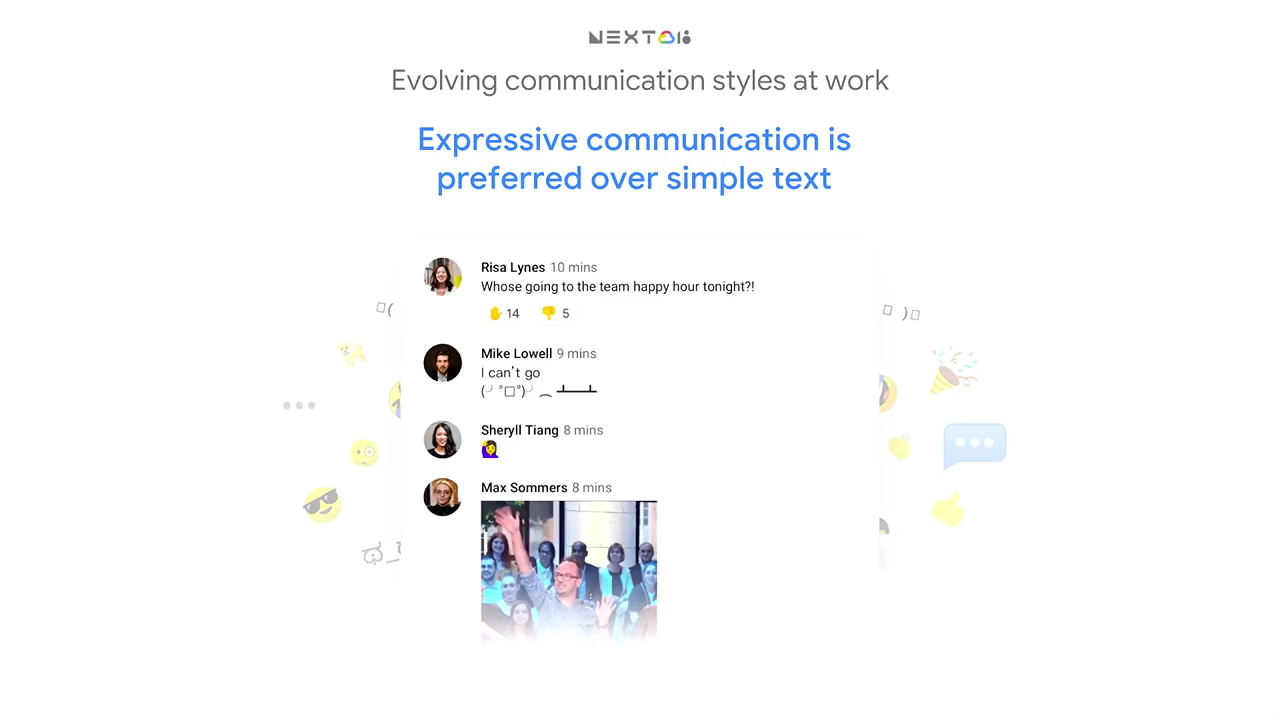 NEXT18
Evolving communication styles at work
Expressive communication is
preferred over simple text
Risa Lynes 10 mins
Whose going to the team happy hour tonight?!
✋ 14 👎 5
Mike Lowell 9 mins
I can't go
(╯°□°)╯︵ ┻━┻
Sheryll Tiang 8 mins
🙋‍♀️
Max Sommers 8 mins